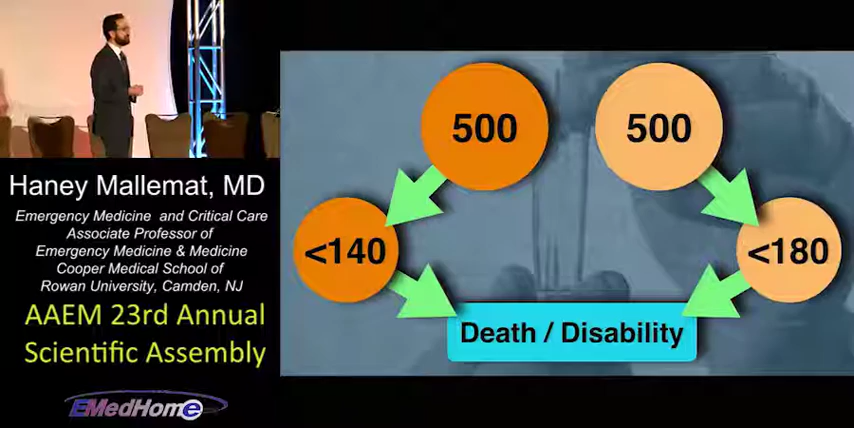 500
500
<140
<180
Death / Disability
Haney Mallemat, MD
Emergency Medicine and Critical Care
Associate Professor of
Emergency Medicine & Medicine
Cooper Medical School of
Rowan University, Camden, NJ
AAEM 23rd Annual
Scientific Assembly
EMedHome